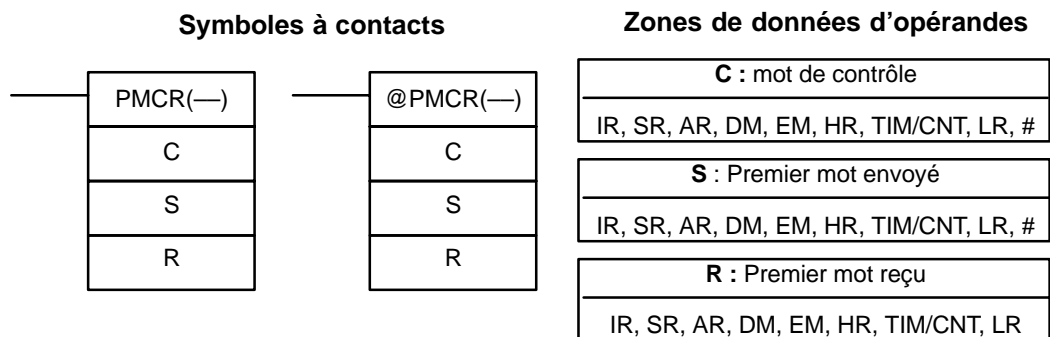 Symboles à contacts
PMCR(––)
C
S
R
@PMCR(––)
C
S
R
Zones de données d’opérandes
C : mot de contrôle
IR, SR, AR, DM, EM, HR, TIM/CNT, LR, #
S : Premier mot envoyé
IR, SR, AR, DM, EM, HR, TIM/CNT, LR, #
R : Premier mot reçu
IR, SR, AR, DM, EM, HR, TIM/CNT, LR